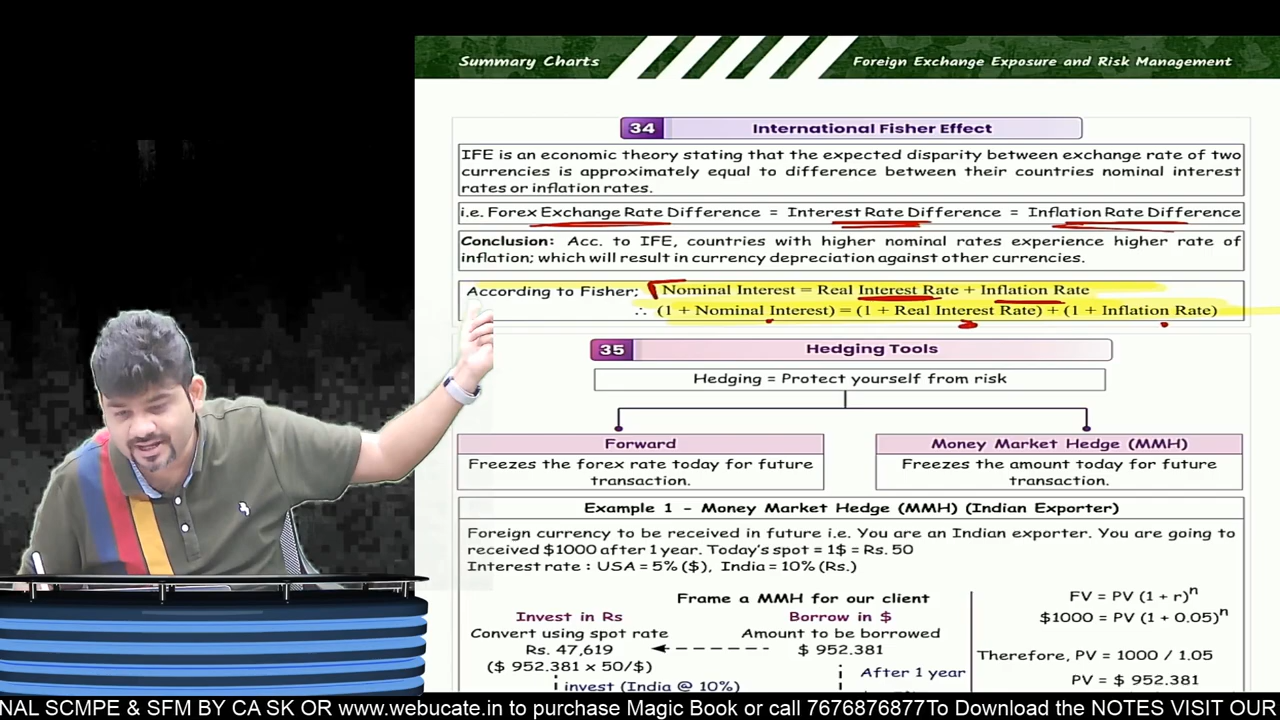 Summary Charts
Foreign Exchange Exposure and Risk Management
34 International Fisher Effect
IFE is an economic theory stating that the expected disparity between exchange rate of two
currencies is approximately equal to difference between their countries nominal interest
rates or inflation rates.
i.e. Forex Exchange Rate Difference = Interest Rate Difference = Inflation Rate Difference
Conclusion: Acc. to IFE, countries with higher nominal rates experience higher rate of
inflation; which will result in currency depreciation against other currencies.
According to Fisher; Nominal Interest = Real Interest Rate + Inflation Rate
∴ (1 + Nominal Interest) = (1 + Real Interest Rate) + (1 + Inflation Rate)
35 Hedging Tools
Hedging = Protect yourself from risk
Forward
Freezes the forex rate today for future
transaction.
Money Market Hedge (MMH)
Freezes the amount today for future
transaction.
Example 1 - Money Market Hedge (MMH) (Indian Exporter)
Foreign currency to be received in future i.e. You are an Indian exporter. You are going to
received $1000 after 1 year. Today's spot = 1$ = Rs. 50
Interest rate : USA = 5% ($), India = 10% (Rs.)
Frame a MMH for our client
Invest in Rs
Convert using spot rate
Rs. 47,619
($ 952.381 x 50/$)
invest (India @ 10%)
Borrow in $
Amount to be borrowed
$ 952.381
After 1 year
FV = PV (1 + r)ⁿ
$1000 = PV (1 + 0.05)ⁿ
Therefore, PV = 1000 / 1.05
PV = $ 952.381
NAL SCMPE & SFM BY CA SK OR www.webucate.in to purchase Magic Book or call 7676876877To Download the NOTES VISIT OUR